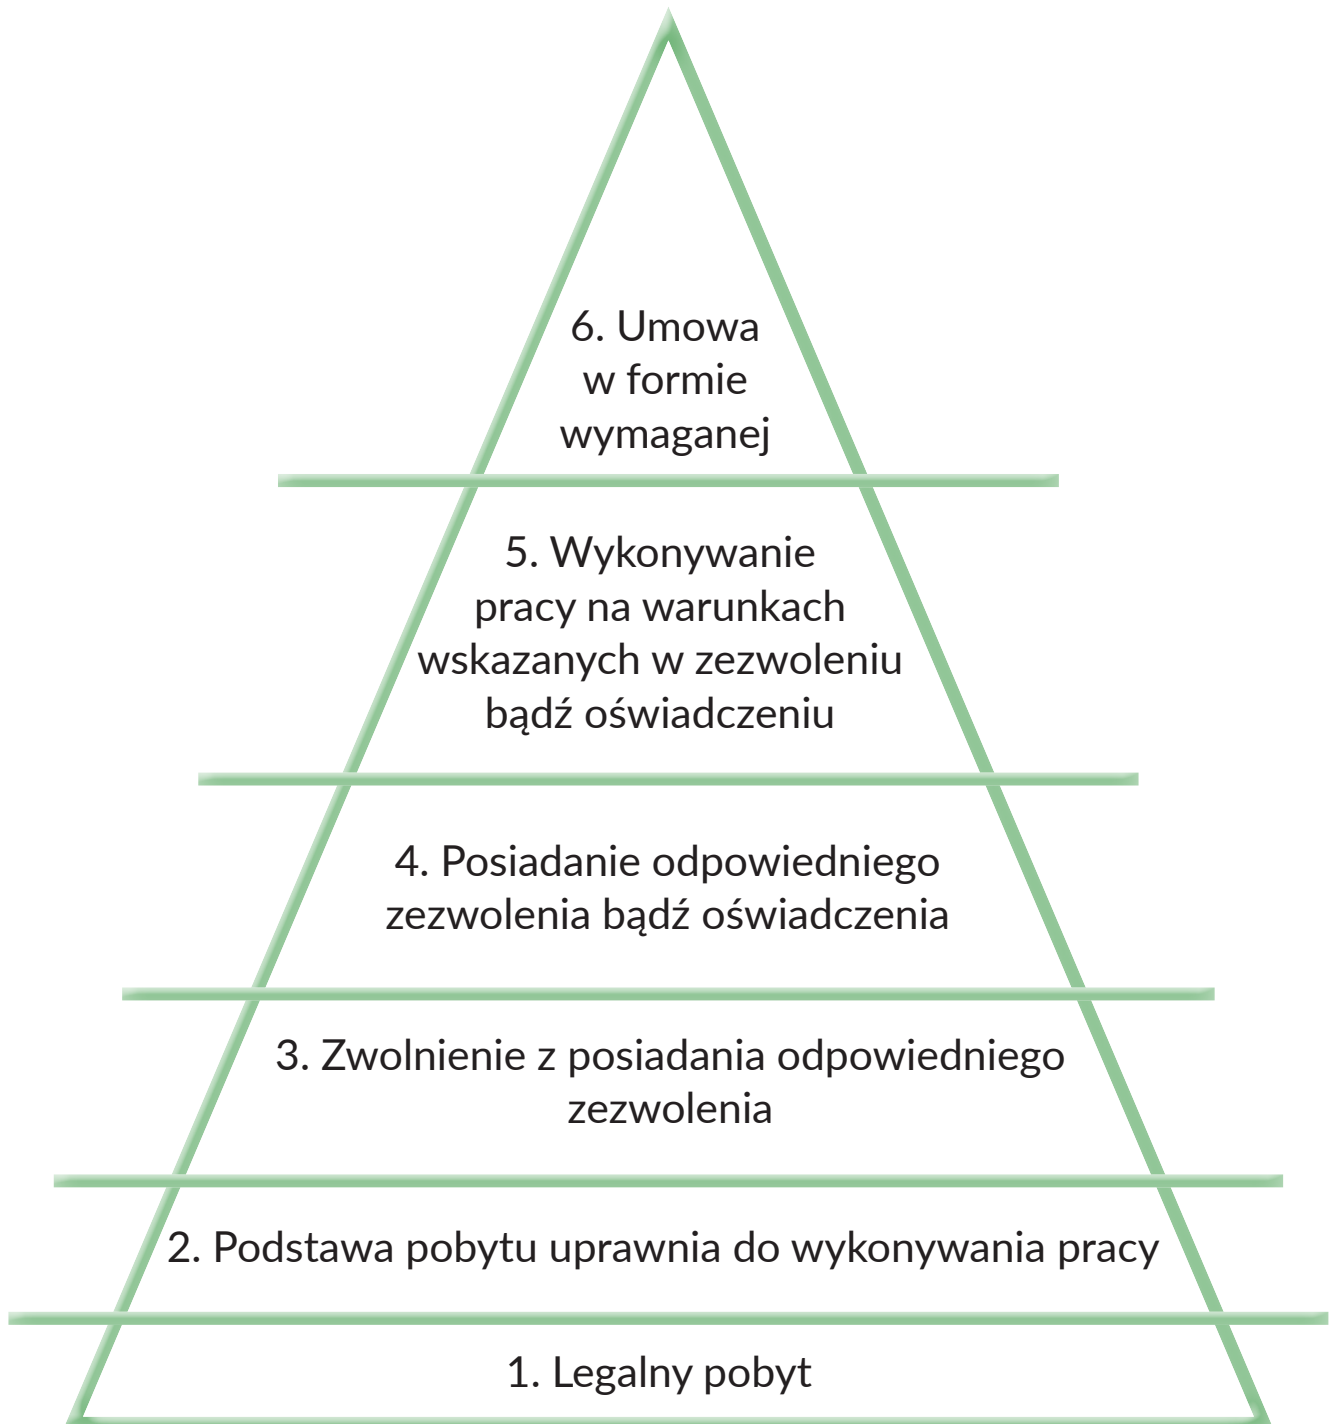 6. Umowa
w formie
wymaganej
5. Wykonywanie
pracy na warunkach
wskazanych w zezwoleniu
bądź oświadczeniu
4. Posiadanie odpowiedniego
zezwolenia bądź oświadczenia
3. Zwolnienie z posiadania odpowiedniego
zezwolenia
2. Podstawa pobytu uprawnia do wykonywania pracy
1. Legalny pobyt